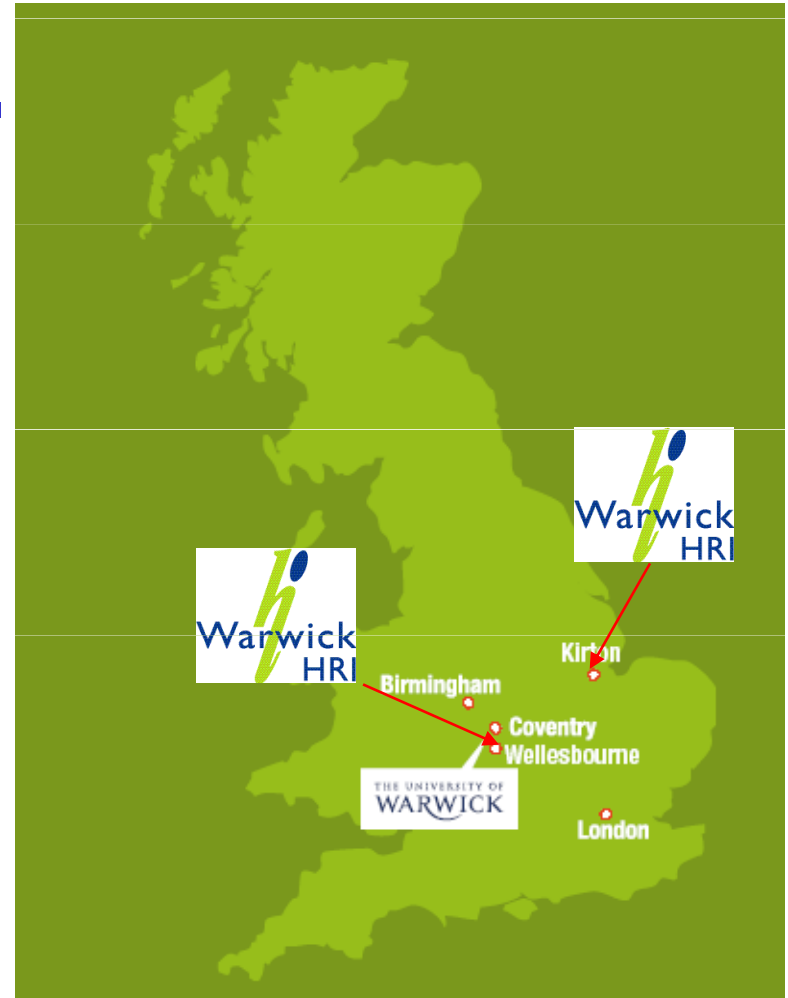 Warwick
HRI
Warwick
HRI
Kirton
Birmingham
Coventry
Wellesbourne
THE UNIVERSITY OF
WARWICK
London